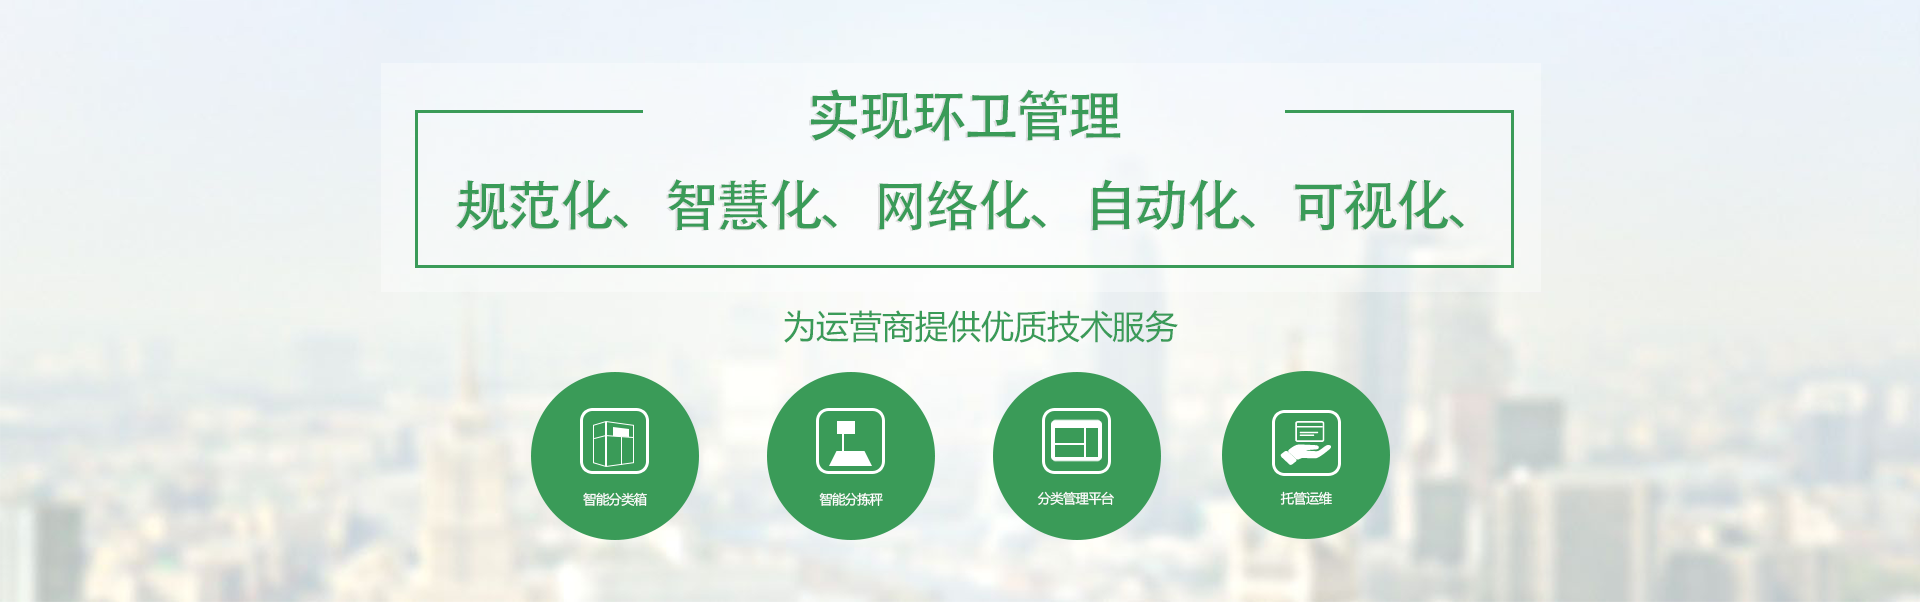 实现环卫管理
规范化、智慧化、网络化、自动化、可视化、
为运营商提供优质技术服务
智能分类箱
智能分拣秤
分类管理平台
托管运维